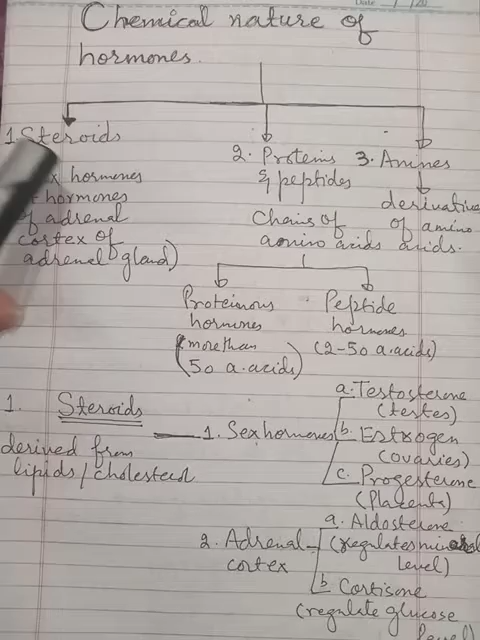 Date / /20
Chemical nature of
hormones.
1 Steroids
x hormones
hormones
of adrenal
cortex of
adrenal gland)
2. Proteins
& peptides
Chains of
amino acids
3. Amines
derivative
of amino
acids.
Proteinous
hormones
(more than
50 a.acids)
Peptide
hormones
(2-50 a.acids)
1. Steroids
derived from
lipids/cholesterol
1. Sex hormones
a. Testosterone
(testes)
b. Estrogen
(ovaries)
c. Progesterone
(Placenta)
2. Adrenal
cortex
a. Aldosterone
(regulates mineral
level)
b. Cortisone
(regulate glucose
level)